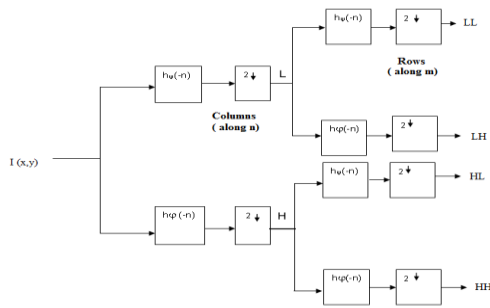 hψ(-n)
2 ↓
LL
hψ(-n)
2 ↓
L
Rows
( along m)
Columns
( along n)
hφ(-n)
2 ↓
LH
I (x,y)
hψ(-n)
2 ↓
HL
hφ (-n)
2 ↓
H
hφ(-n)
2 ↓
HH